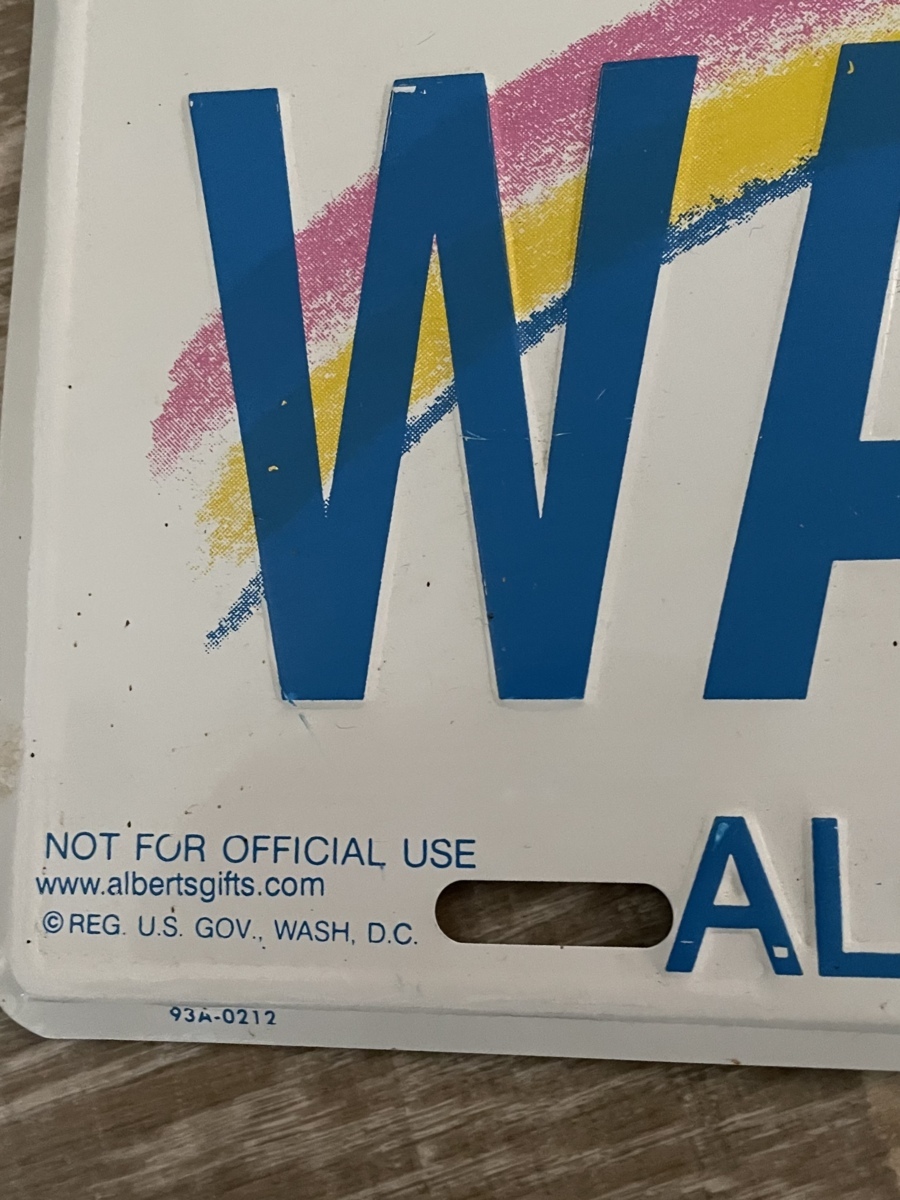 WA
AL
NOT FOR OFFICIAL USE
www.albertsgifts.com
© REG. U.S. GOV., WASH, D.C.
93A-0212